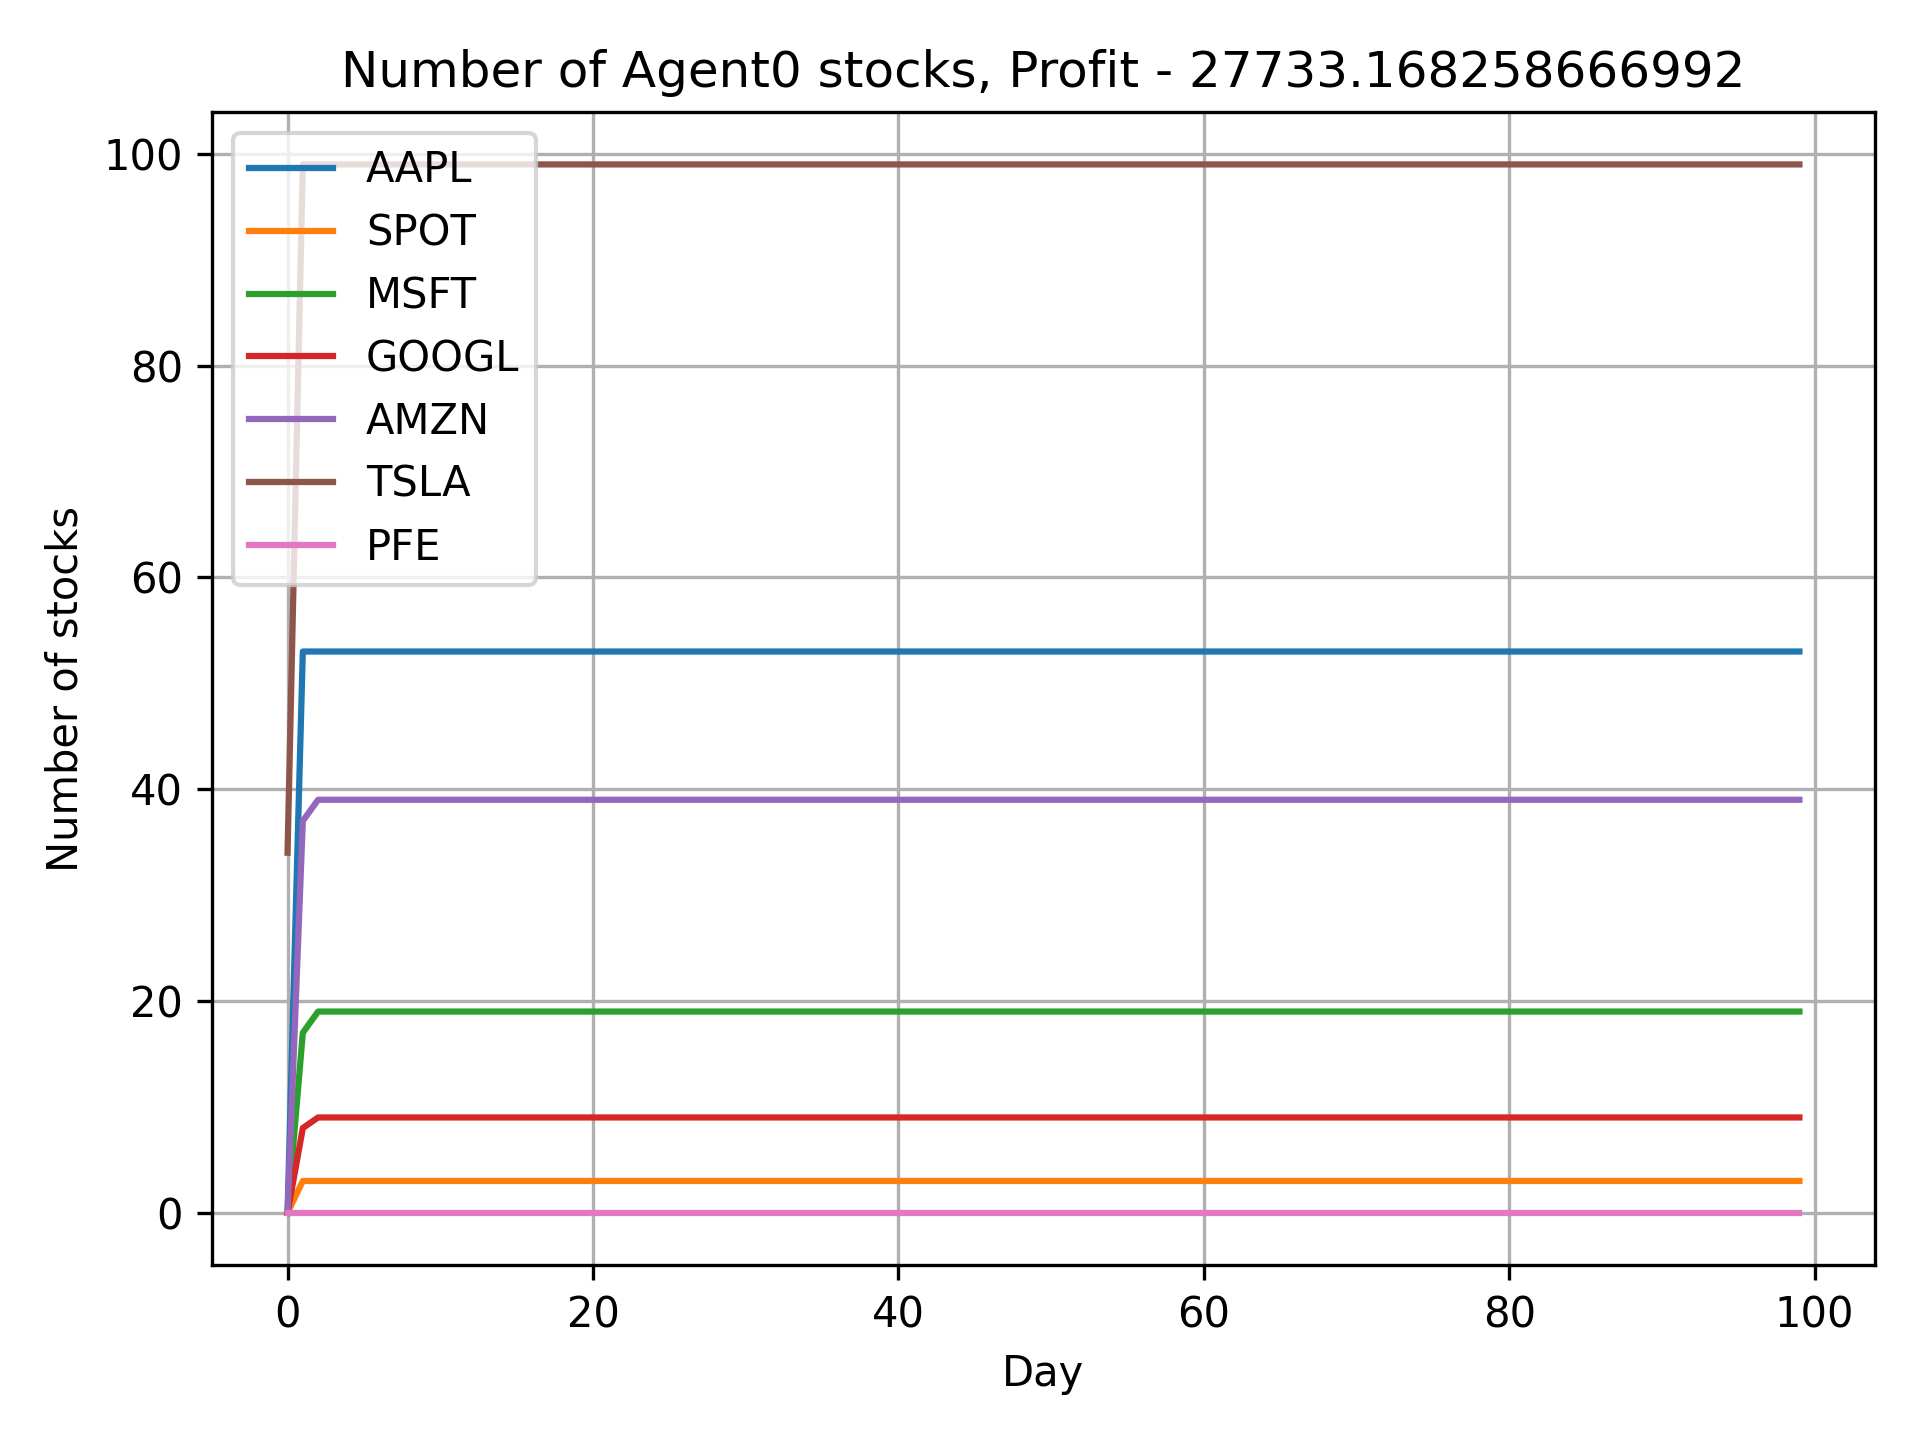 Number of Agent0 stocks, Profit - 27733.168258666992
100
80
60
40
20
0
Number of stocks
AAPL
SPOT
MSFT
GOOGL
AMZN
TSLA
PFE
0 20 40 60 80 100
Day